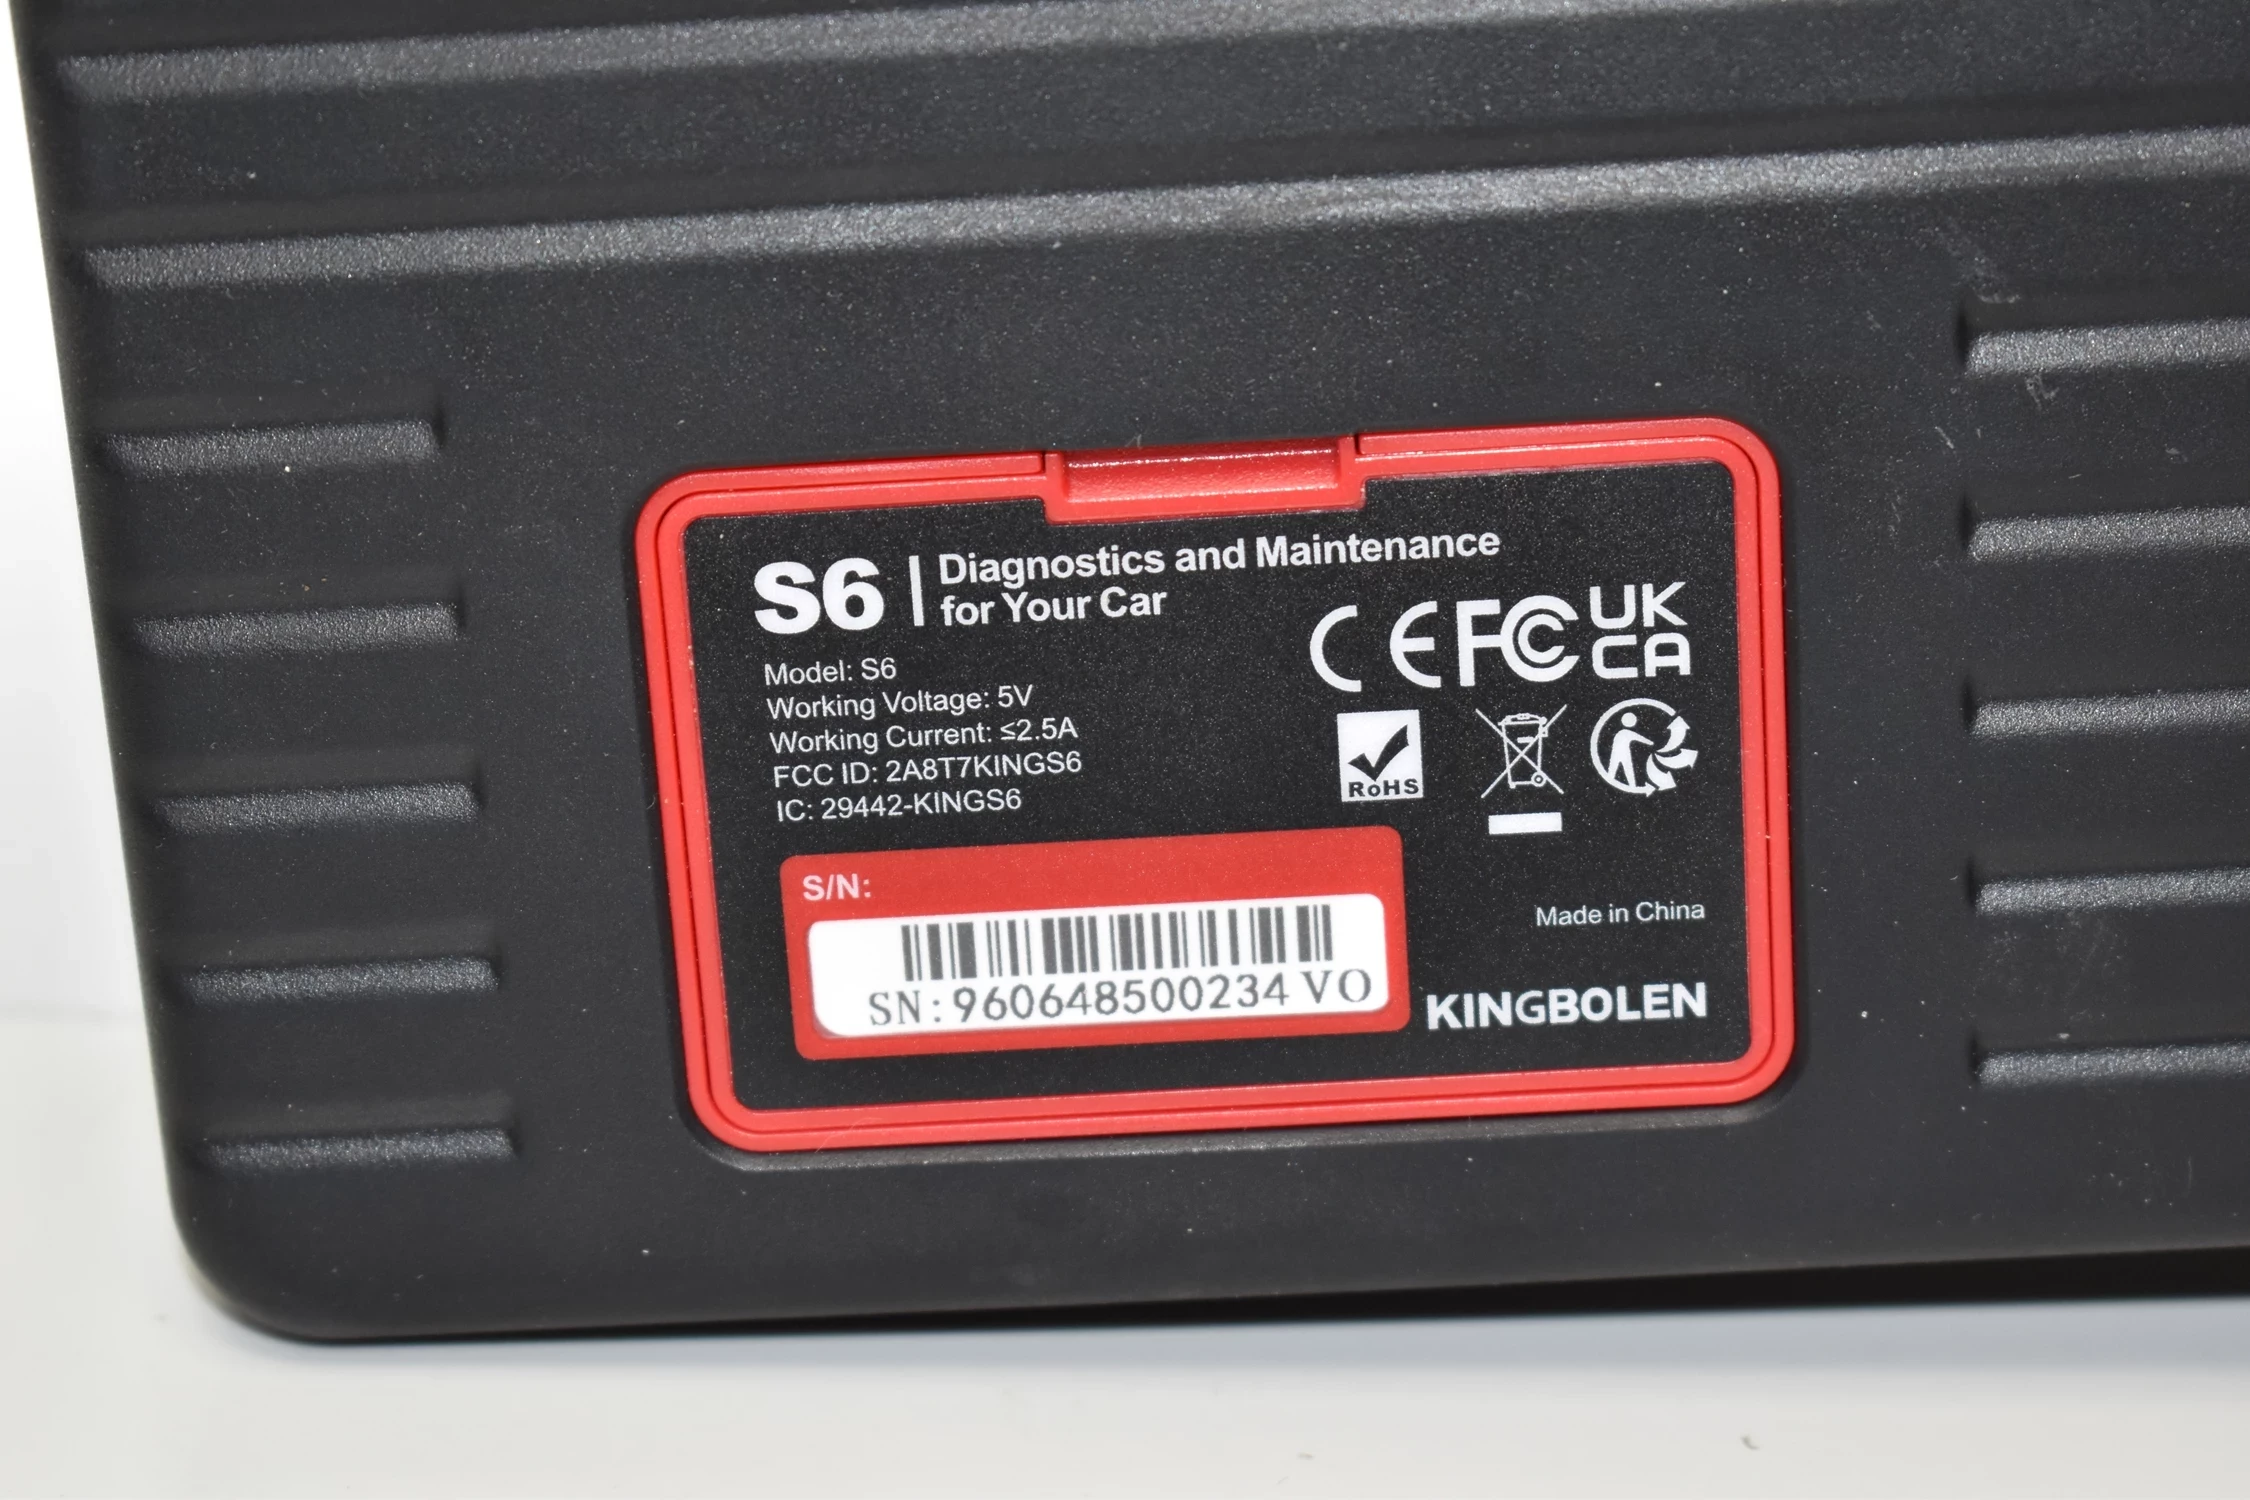 S6 | Diagnostics and Maintenance
for Your Car
CE FC UK
CA
Model: S6
Working Voltage: 5V
Working Current: ≤2.5A
FCC ID: 2A8T7KINGS6
IC: 29442-KINGS6
RoHS
S/N:
SN:960648500234 VO
Made in China
KINGBOLEN